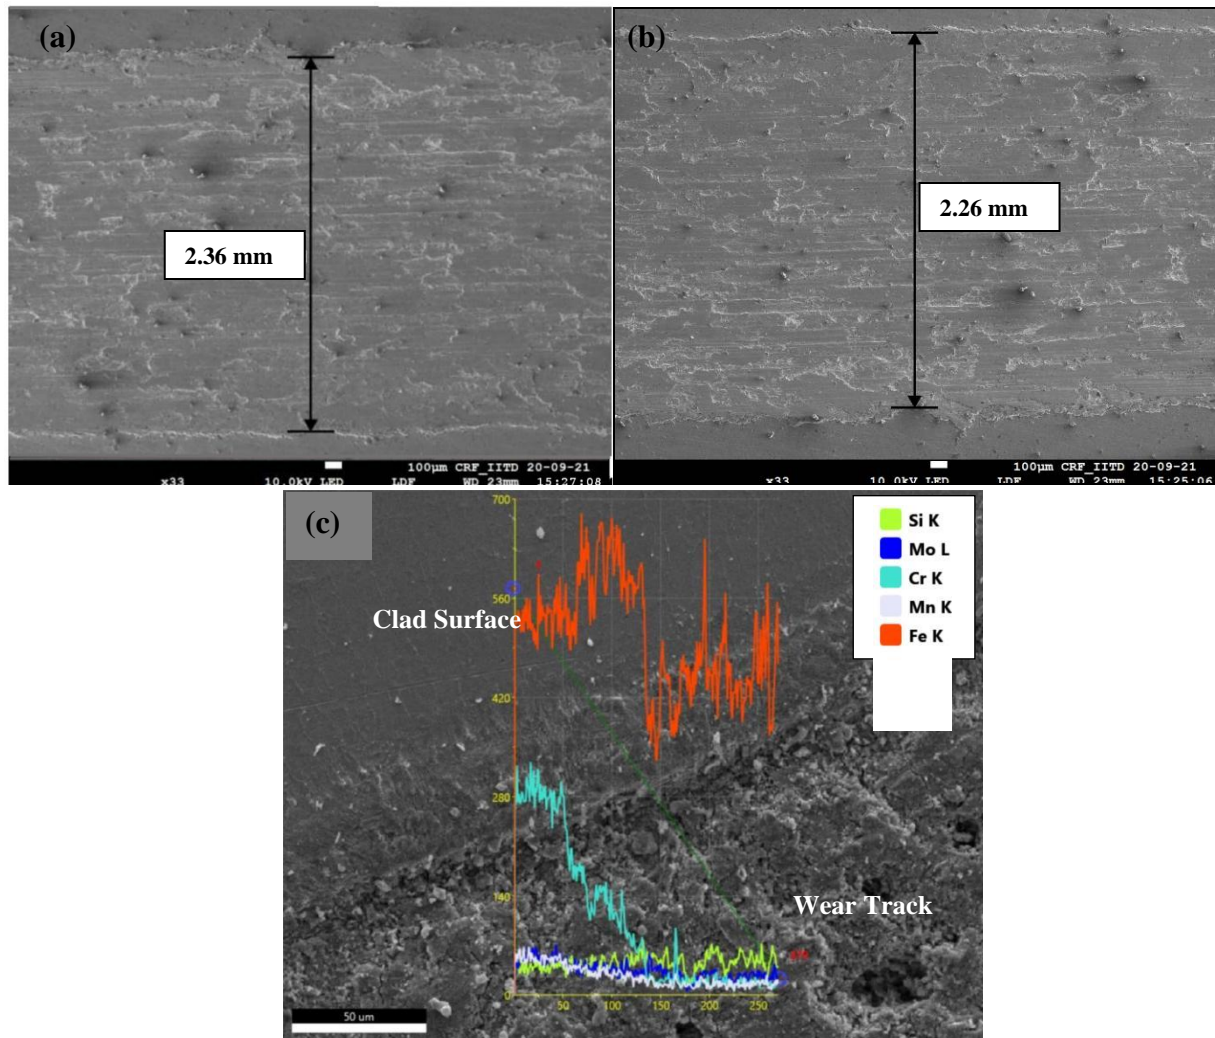 (a)
2.36 mm
100µm CRF_IITD 20-09-21
x33 10.0kV LED LDF WD 23mm 15:27:08
(b)
2.26 mm
100µm CRF_IITD 20-09-21
x33 10.0kV LED LDF WD 23mm 15:25:06
(c)
700
560
420
280
140
0
50
100
150
200
250
Clad Surface
Wear Track
50 um
Si K
Mo L
Cr K
Mn K
Fe K